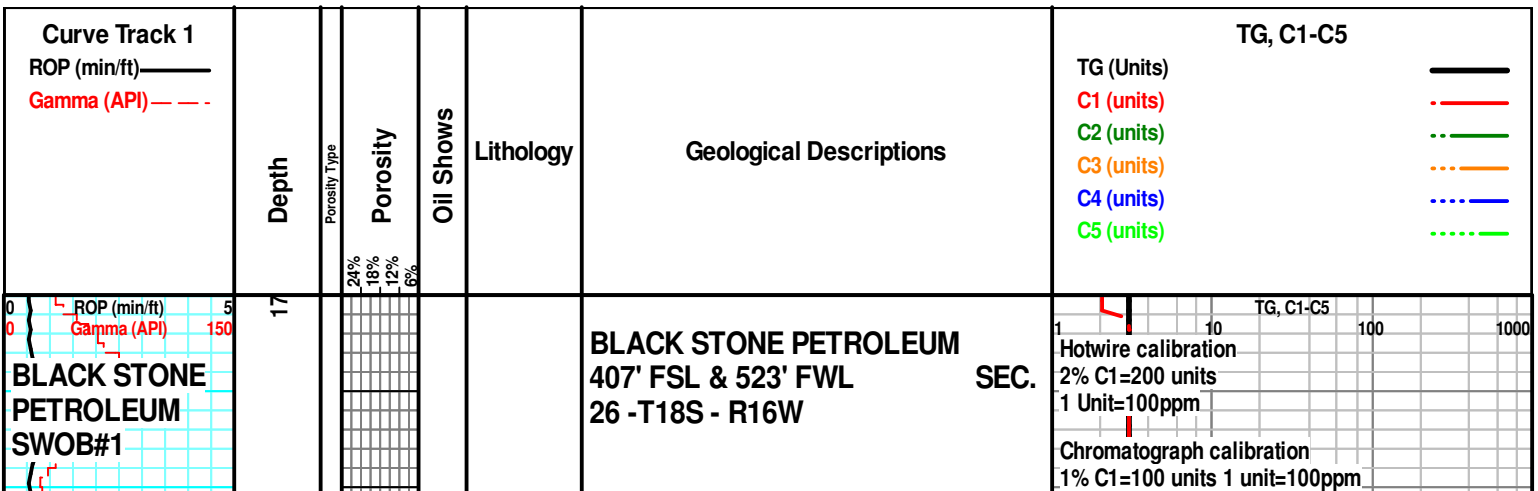 Curve Track 1
ROP (min/ft)
Gamma (API)
Depth
Porosity Type
Porosity
24%
18%
12%
6%
Oil Shows
Lithology
Geological Descriptions
TG, C1-C5
TG (Units)
C1 (units)
C2 (units)
C3 (units)
C4 (units)
C5 (units)
0 ROP (min/ft) 5
0 Gamma (API) 150
BLACK STONE
PETROLEUM
SWOB#1
17
BLACK STONE PETROLEUM
407' FSL & 523' FWL SEC.
26 -T18S - R16W
TG, C1-C5
1 10 100 1000
Hotwire calibration
2% C1=200 units
1 Unit=100ppm
Chromatograph calibration
1% C1=100 units 1 unit=100ppm